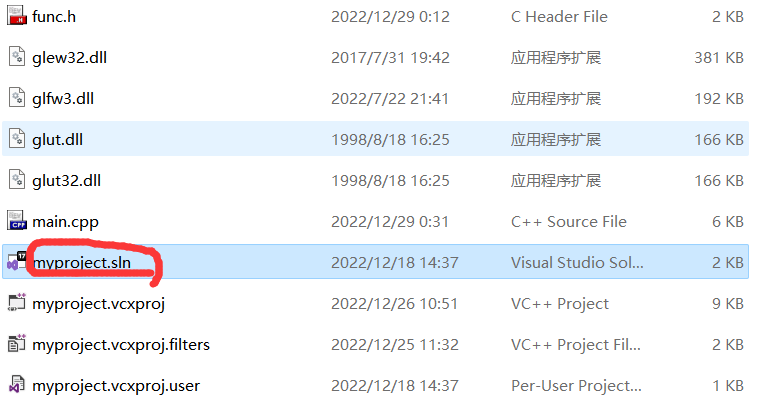 func.h 2022/12/29 0:12 C Header File 2 KB
glew32.dll 2017/7/31 19:42 应用程序扩展 381 KB
glfw3.dll 2022/7/22 21:41 应用程序扩展 192 KB
glut.dll 1998/8/18 16:25 应用程序扩展 166 KB
glut32.dll 1998/8/18 16:25 应用程序扩展 166 KB
main.cpp 2022/12/29 0:31 C++ Source File 6 KB
myproject.sln 2022/12/18 14:37 Visual Studio Sol... 2 KB
myproject.vcxproj 2022/12/26 10:51 VC++ Project 9 KB
myproject.vcxproj.filters 2022/12/25 11:32 VC++ Project Fil... 2 KB
myproject.vcxproj.user 2022/12/18 14:37 Per-User Project... 1 KB